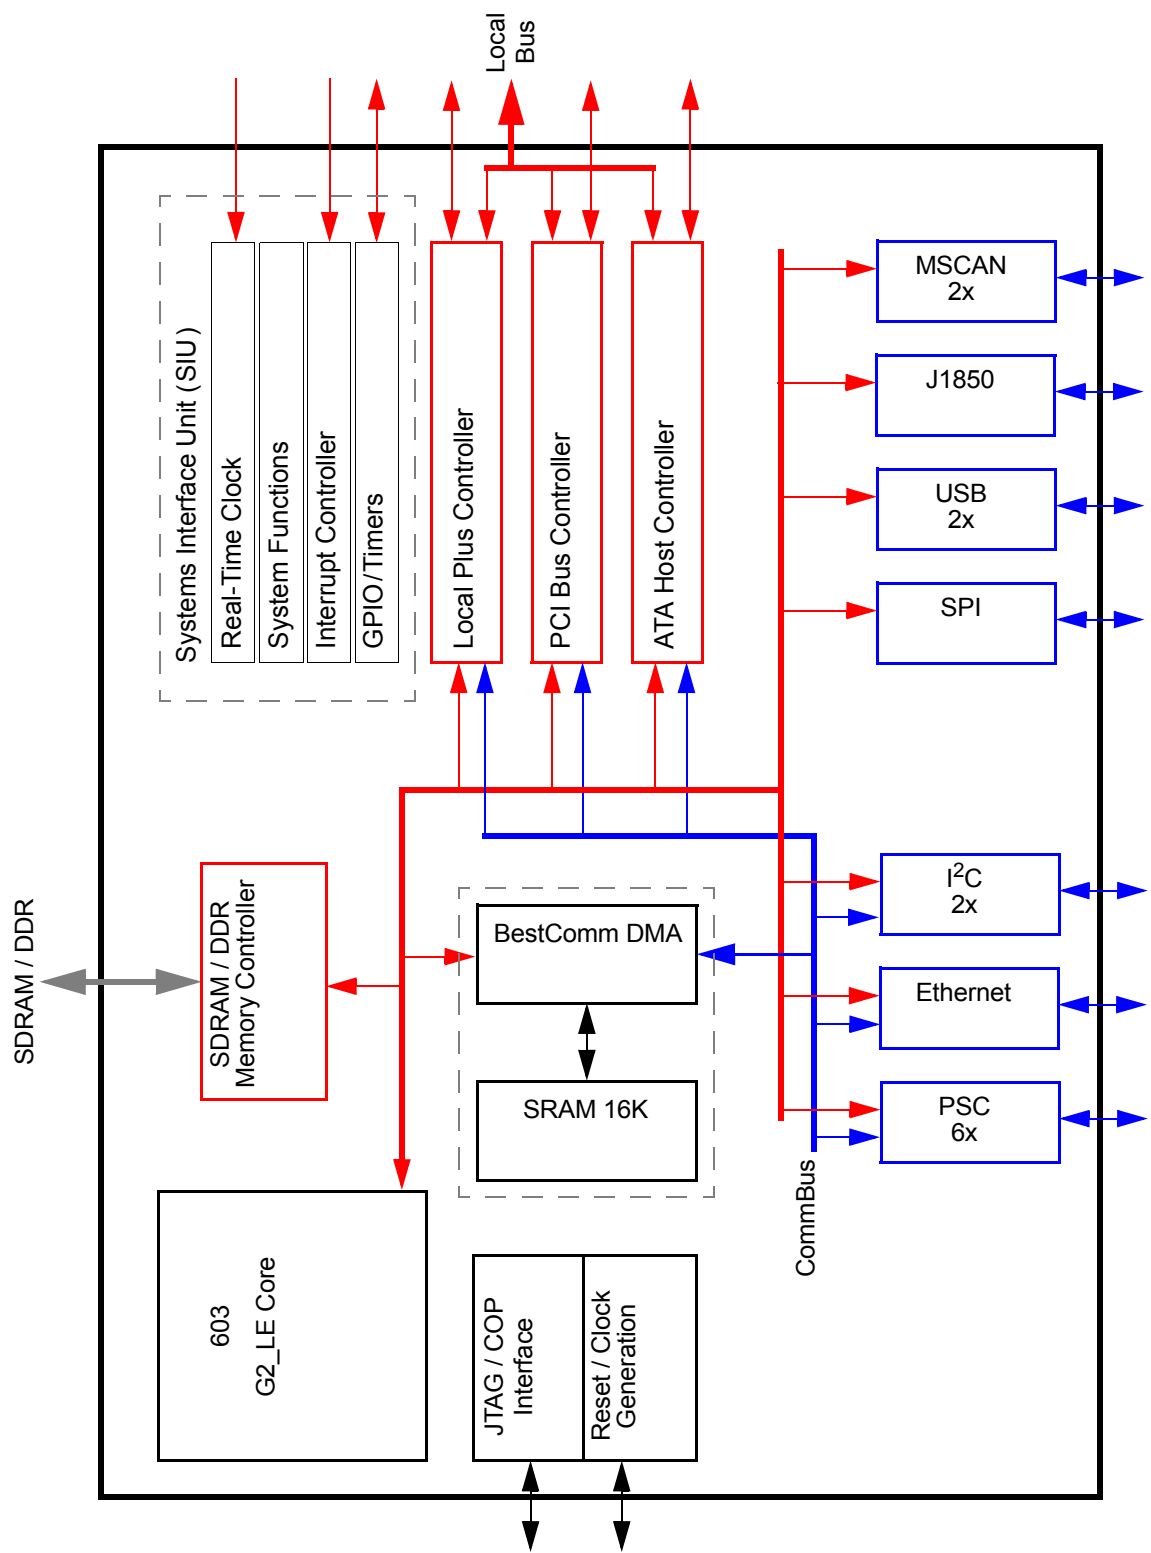 Local
Bus
Systems Interface Unit (SIU)
Real-Time Clock
System Functions
Interrupt Controller
GPIO/Timers
Local Plus Controller
PCI Bus Controller
ATA Host Controller
MSCAN
2x
J1850
USB
2x
SPI
SDRAM / DDR
SDRAM / DDR
Memory Controller
BestComm DMA
SRAM 16K
I²C
2x
Ethernet
PSC
6x
CommBus
603
G2_LE Core
JTAG / COP
Interface
Reset / Clock
Generation